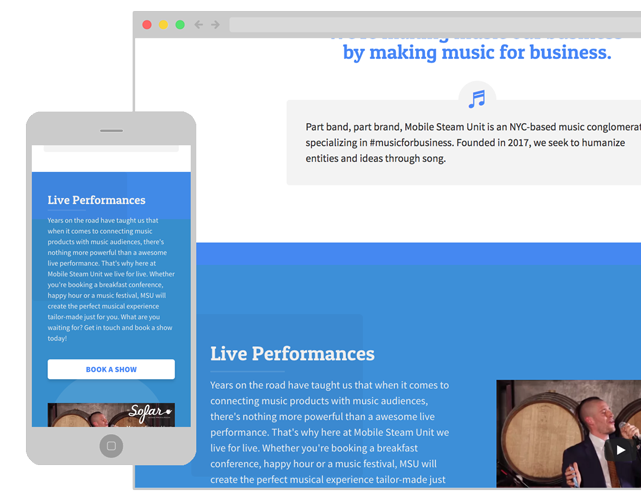 by making music for business.
Part band, part brand, Mobile Steam Unit is an NYC-based music conglomerat
specializing in #musicforbusiness. Founded in 2017, we seek to humanize
entities and ideas through song.
Live Performances
Years on the road have taught us that
when it comes to connecting music
products with music audiences, there's
nothing more powerful than a awesome
live performance. That's why here at
Mobile Steam Unit we live for live. Whether
you're booking a breakfast conference,
happy hour or a music festival, MSU will
create the perfect musical experience
tailor-made just for you. What are you
waiting for? Get in touch and book a show
today!
BOOK A SHOW
Sofar
Live Performances
Years on the road have taught us that when it comes to
connecting music products with music audiences,
there's nothing more powerful than a awesome live
performance. That's why here at Mobile Steam Unit we
live for live. Whether you're booking a breakfast
conference, happy hour or a music festival, MSU will
create the perfect musical experience tailor-made just